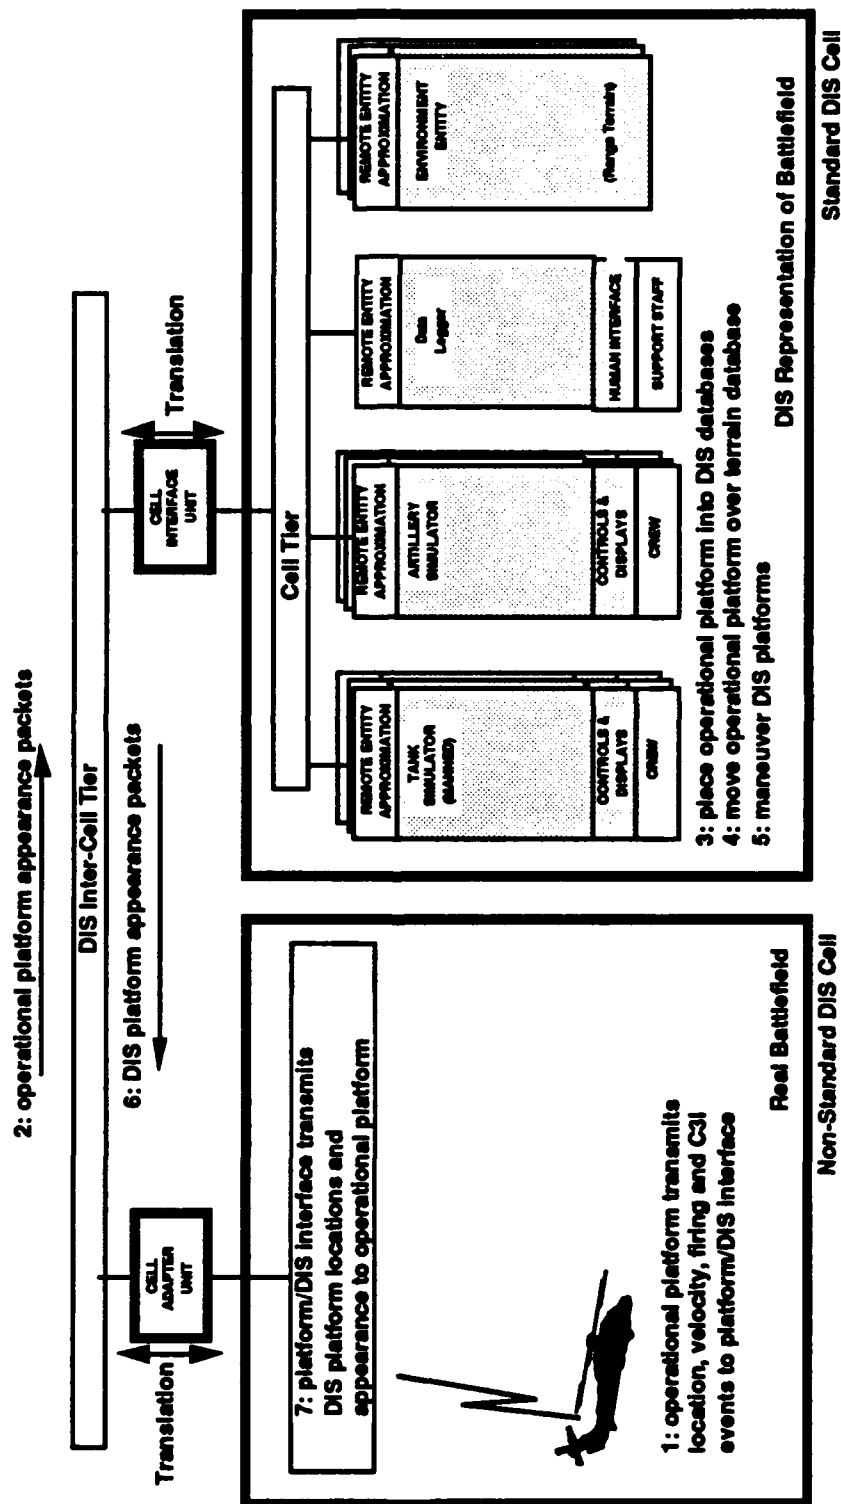 2: operational platform appearance packets
DIS Inter-Cell Tier
6: DIS platform appearance packets
Translation
CELL
ADAPTER
UNIT
CELL
INTERFACE
UNIT
Translation
7: platform/DIS interface transmits
DIS platform locations and
appearance to operational platform
1: operational platform transmits
location, velocity, firing and C3I
events to platform/DIS interface
Real Battlefield
Non-Standard DIS Cell
Cell Tier
REMOTE ENTITY
APPROXIMATION
TANK
SIMULATOR
(MANNED)
CONTROLS &
DISPLAYS
CREW
REMOTE ENTITY
APPROXIMATION
ARTILLERY
SIMULATOR
CONTROLS &
DISPLAYS
CREW
REMOTE ENTITY
APPROXIMATION
Data
Logger
HUMAN INTERFACE
SUPPORT STAFF
REMOTE ENTITY
APPROXIMATION
ENVIRONMENT
ENTITY
(Range Terrain)
3: place operational platform into DIS databases
4: move operational platform over terrain database
5: maneuver DIS platforms
DIS Representation of Battlefield
Standard DIS Cell